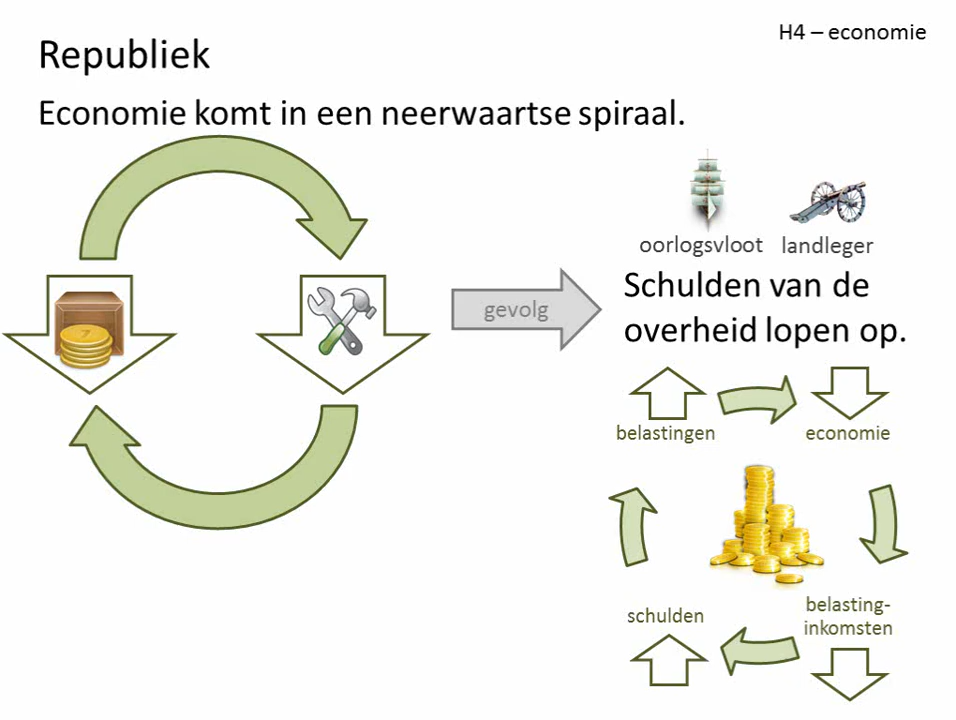 H4 – economie
Republiek
Economie komt in een neerwaartse spiraal.
oorlogsvloot landleger
gevolg
Schulden van de
overheid lopen op.
belastingen economie
schulden
belasting-
inkomsten